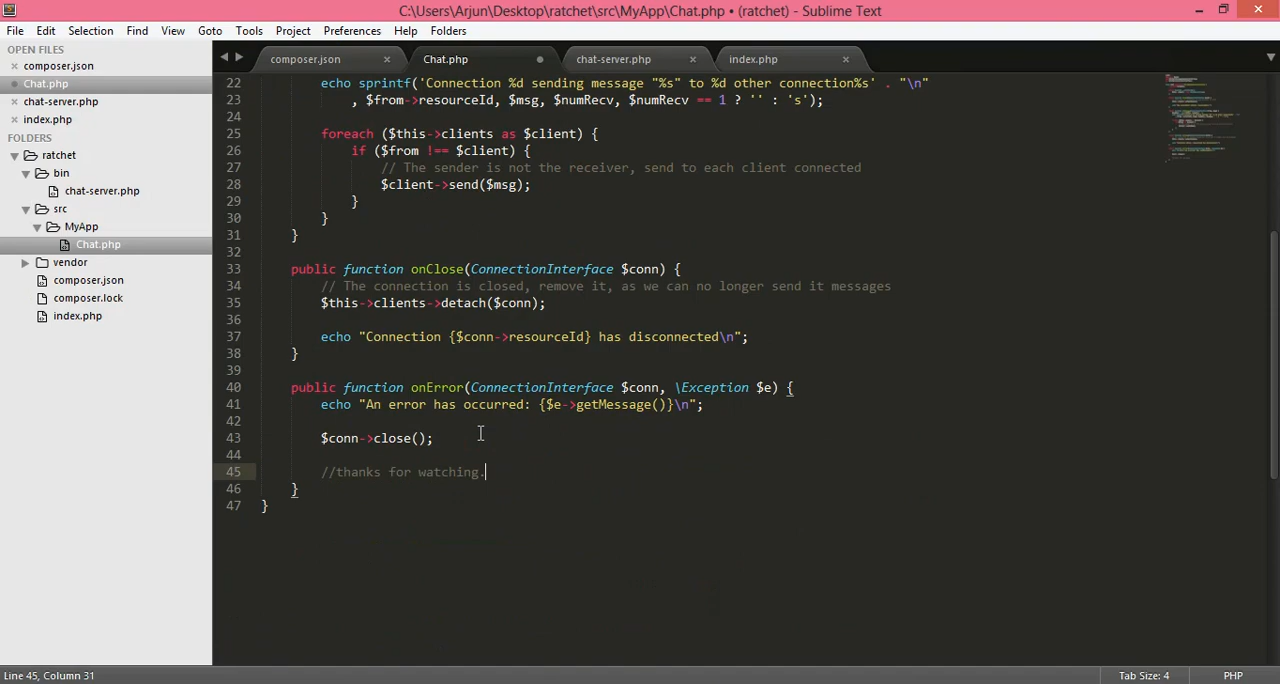 C:\Users\Arjun\Desktop\ratchet\src\MyApp\Chat.php • (ratchet) - Sublime Text
File Edit Selection Find View Goto Tools Project Preferences Help Folders
OPEN FILES
composer.json
Chat.php
chat-server.php
index.php
FOLDERS
ratchet
bin
chat-server.php
src
MyApp
Chat.php
vendor
composer.json
composer.lock
index.php
composer.json Chat.php chat-server.php index.php
22 echo sprintf('Connection %d sending message "%s" to %d other connection%s' . "\n"
23 , $from->resourceId, $msg, $numRecv, $numRecv == 1 ? '' : 's');
24
25 foreach ($this->clients as $client) {
26 if ($from !== $client) {
27 // The sender is not the receiver, send to each client connected
28 $client->send($msg);
29 }
30 }
31 }
32
33 public function onClose(ConnectionInterface $conn) {
34 // The connection is closed, remove it, as we can no longer send it messages
35 $this->clients->detach($conn);
36
37 echo "Connection {$conn->resourceId} has disconnected\n";
38 }
39
40 public function onError(ConnectionInterface $conn, \Exception $e) {
41 echo "An error has occurred: {$e->getMessage()}\n";
42
43 $conn->close();
44
45 //thanks for watching.
46 }
47 }
Line 45, Column 31
Tab Size: 4
PHP